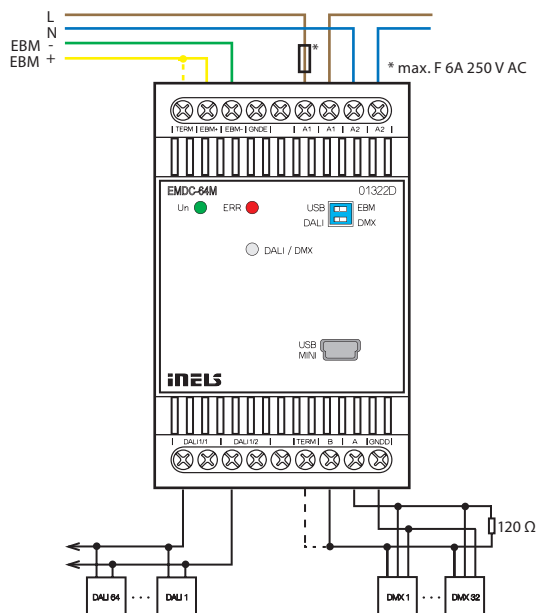 L
N
EBM -
EBM +
*
* max. F 6A 250 V AC
TERM EBM+ EBM- GNDE A1 A1 A2 A2
EMDC-64M 01322D
Un ERR USB EBM
DALI DMX
DALI / DMX
USB
MINI
iNELS
DALI1/1 DALI1/2 TERM B A GNDD
120 Ω
DALI 64 ... DALI 1 DMX 1 ... DMX 32